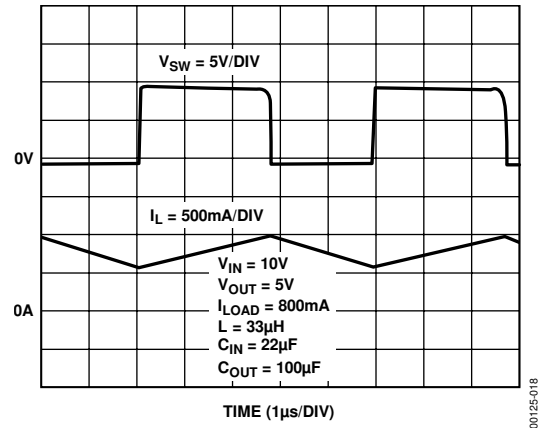 V_SW = 5V/DIV
0V
I_L = 500mA/DIV
V_IN = 10V
V_OUT = 5V
0A
I_LOAD = 800mA
L = 33µH
C_IN = 22µF
C_OUT = 100µF
TIME (1µs/DIV)
00125-018